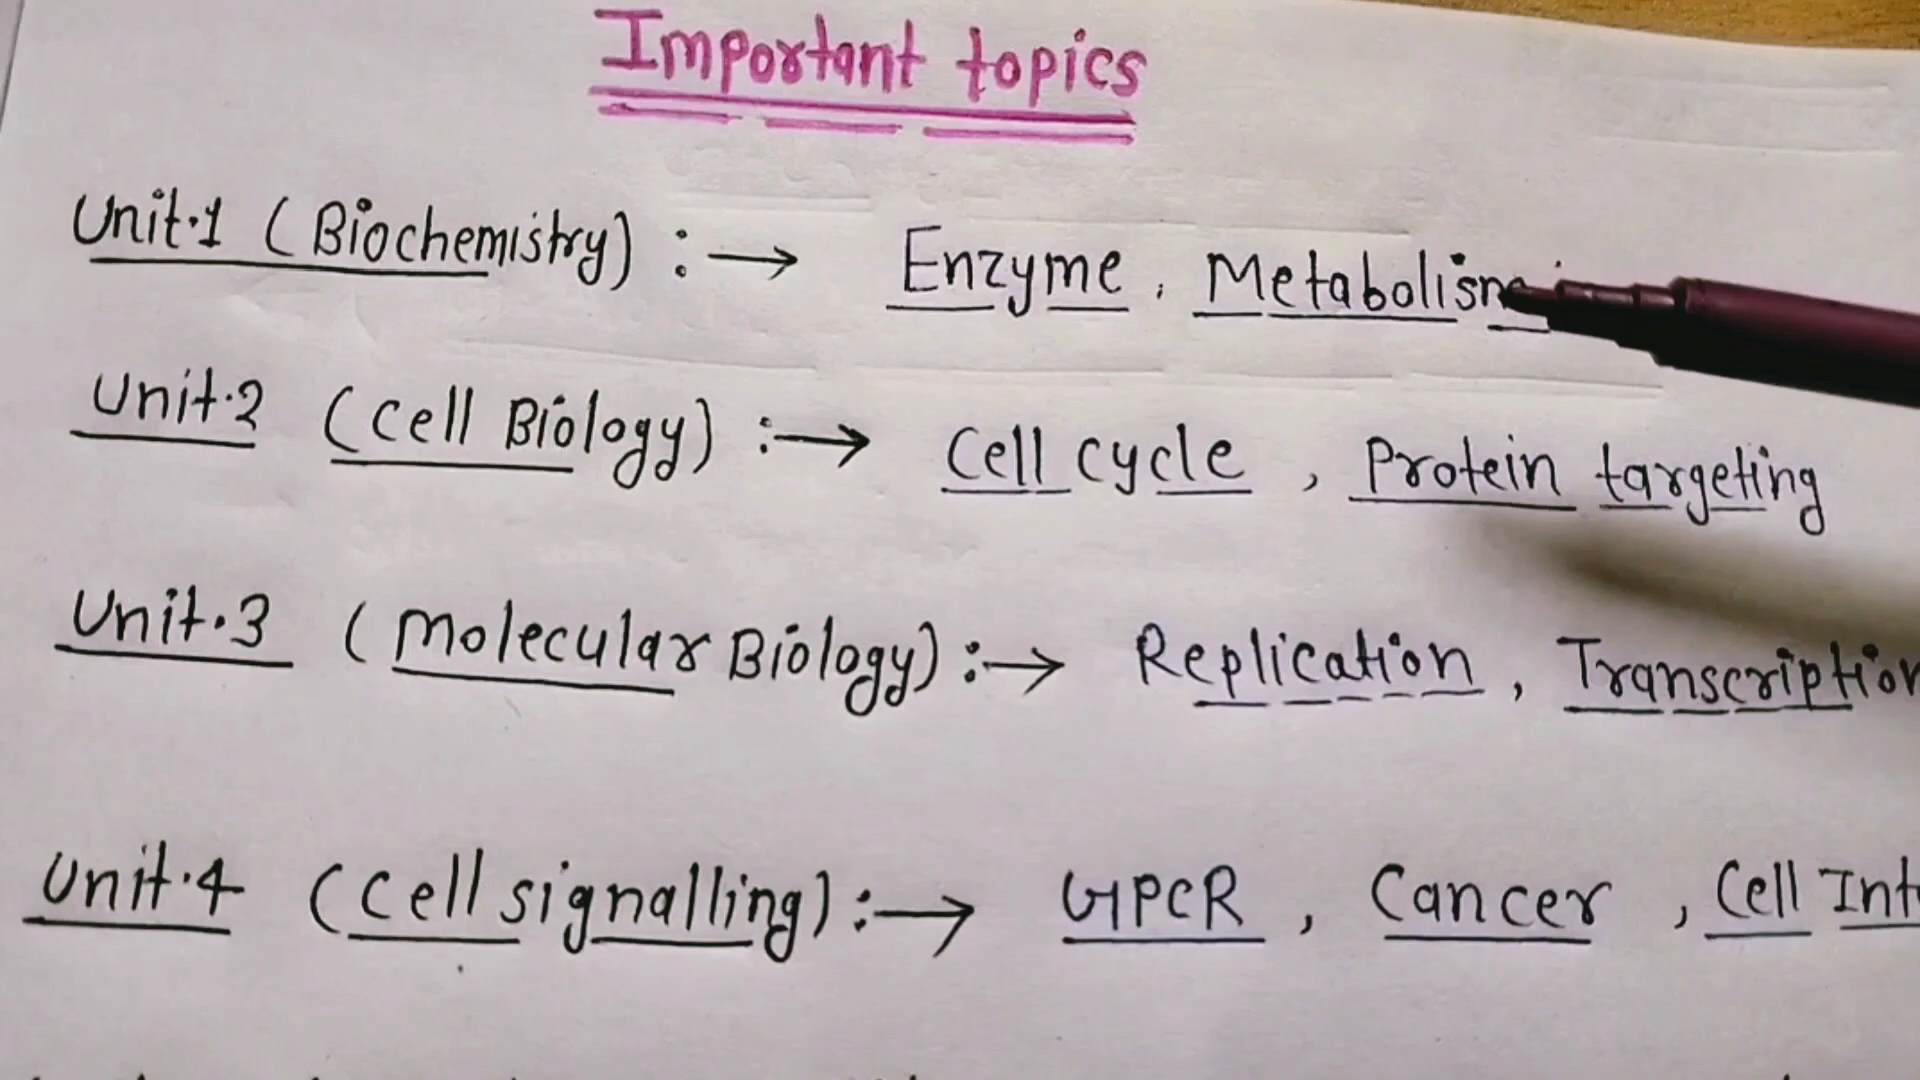 Important topics
Unit.1 (Biochemistry) :→ Enzyme, Metabolism
Unit.2 (Cell Biology) :→ Cell cycle, Protein targeting
Unit.3 (Molecular Biology) :→ Replication, Transcription
Unit.4 (Cell signalling) :→ GPCR, Cancer, Cell Int